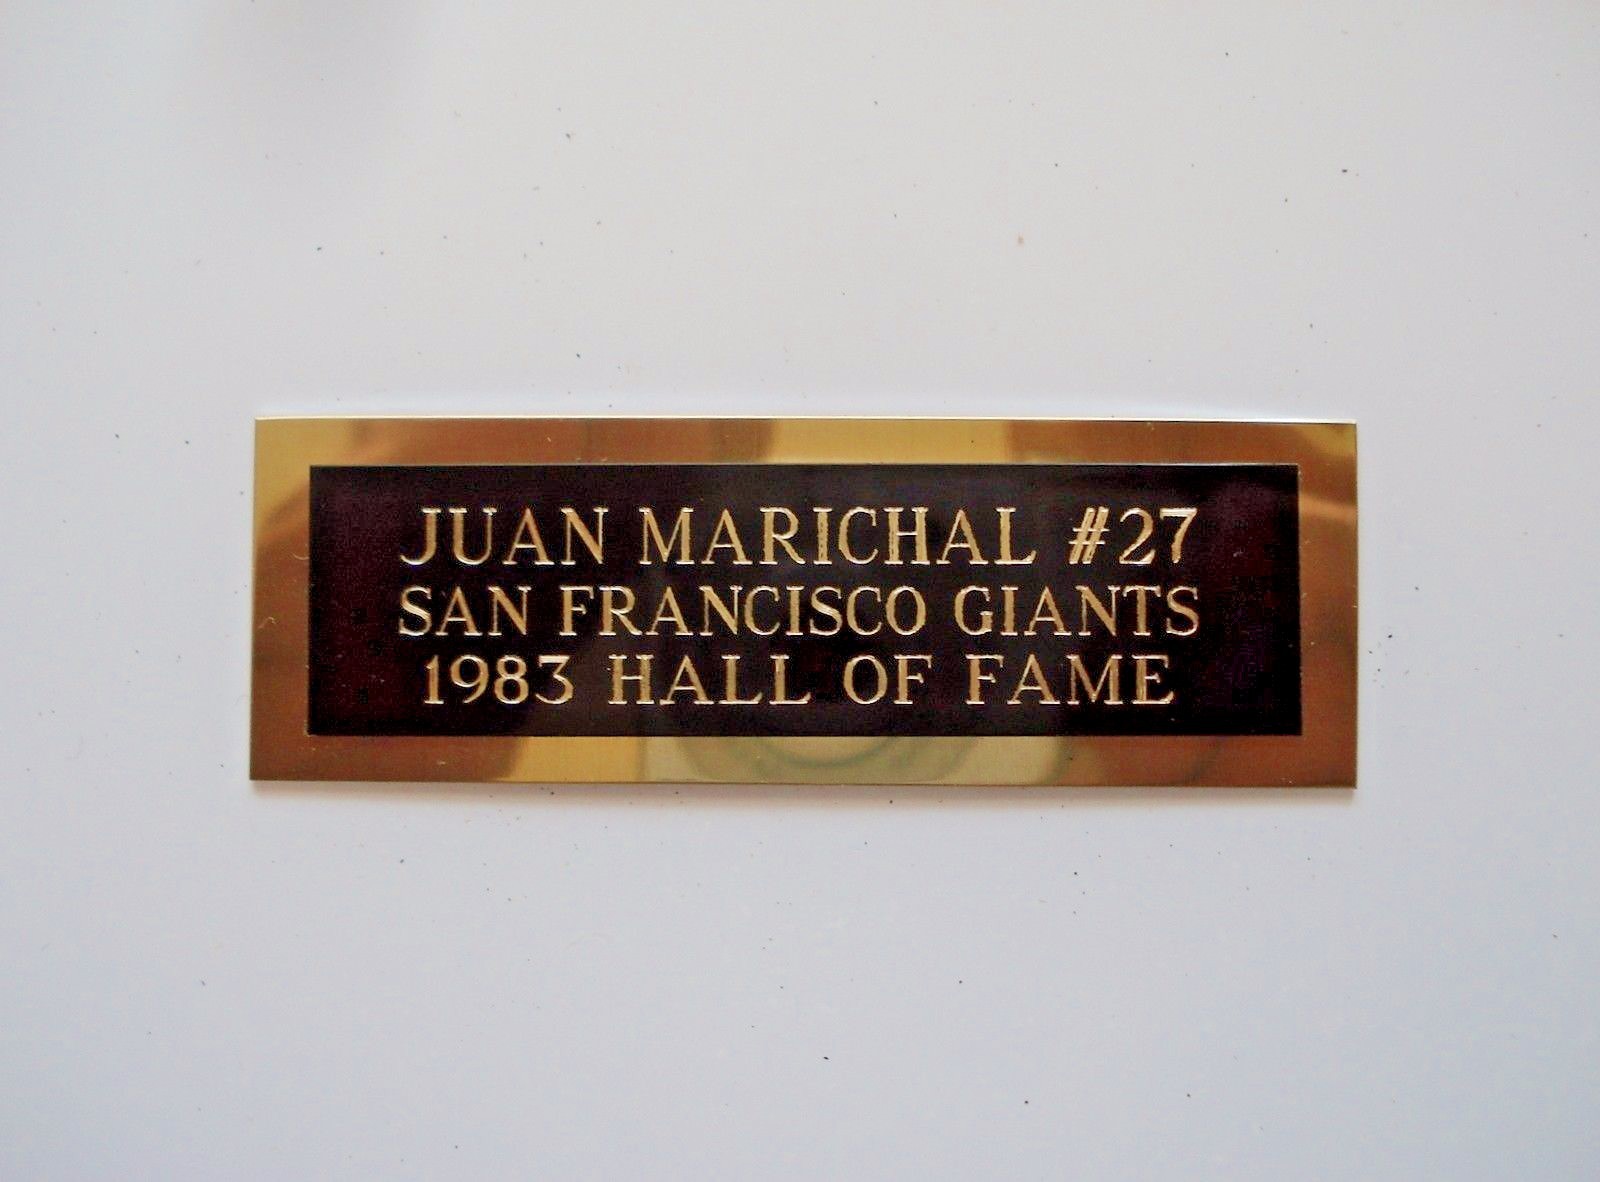 JUAN MARICHAL #27
SAN FRANCISCO GIANTS
1983 HALL OF FAME